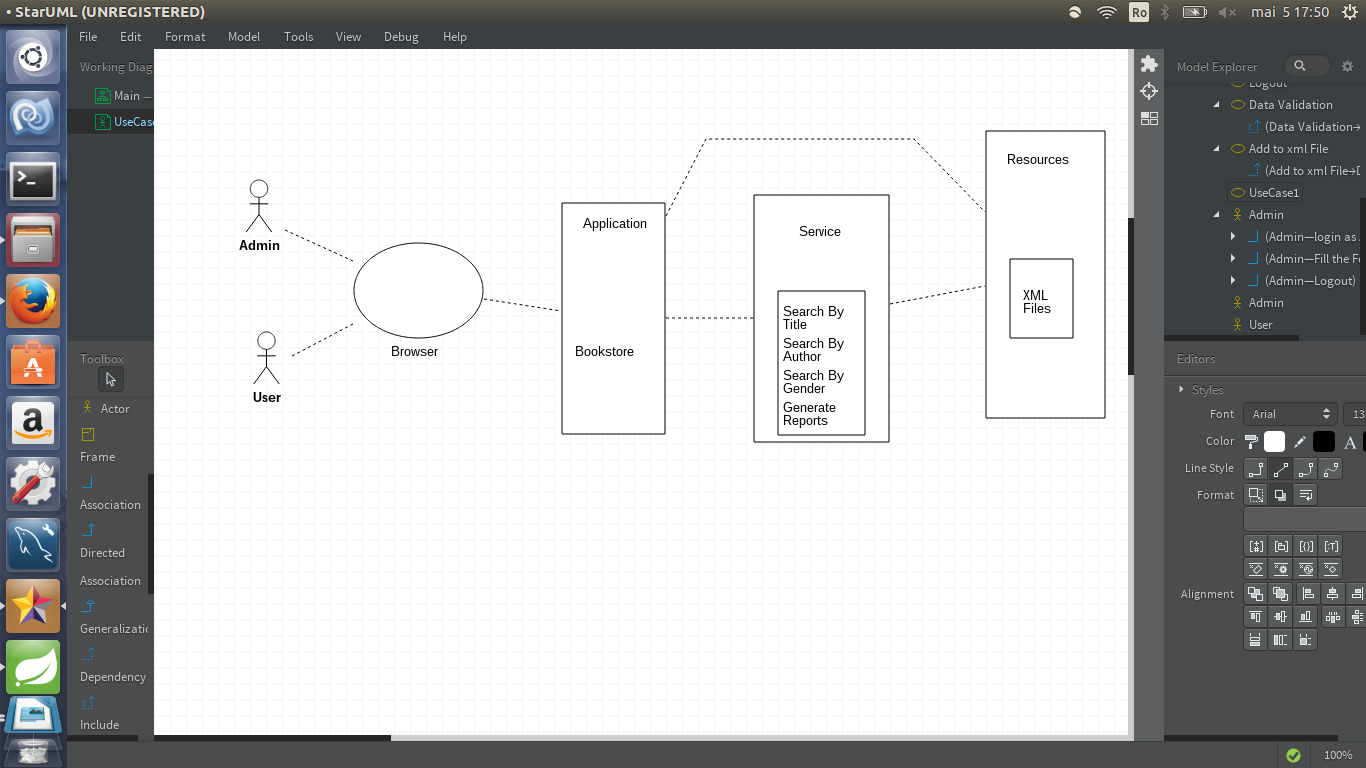 • StarUML (UNREGISTERED)
Ro
mai 5 17:50
File Edit Format Model Tools View Debug Help
Working Diag
Main —
UseCase
Toolbox
Actor
Frame
Association
Directed
Association
Generalizatio
Dependency
Include
Admin
User
Browser
Application
Bookstore
Service
Search By
Title
Search By
Author
Search By
Gender
Generate
Reports
Resources
XML
Files
Model Explorer
Logout
Data Validation
(Data Validation→
Add to xml File
(Add to xml File→[
UseCase1
Admin
(Admin—login as
(Admin—Fill the Fo
(Admin—Logout)
Admin
User
Editors
Styles
Font Arial 13
Color A
Line Style
Format
Alignment
100%